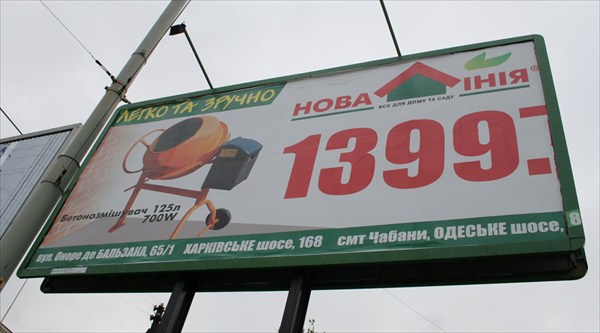 ЛЕГКО ТА ЗРУЧНО
НОВА ЛІНІЯ®
ВСЕ ДЛЯ ДОМУ ТА САДУ
1399.-
Бетонозмішувач 125л
700W
вул. Оноре де БАЛЬЗАКА, 65/1 ХАРКІВСЬКЕ шосе, 168 смт Чабани, ОДЕСЬКЕ шосе, 8